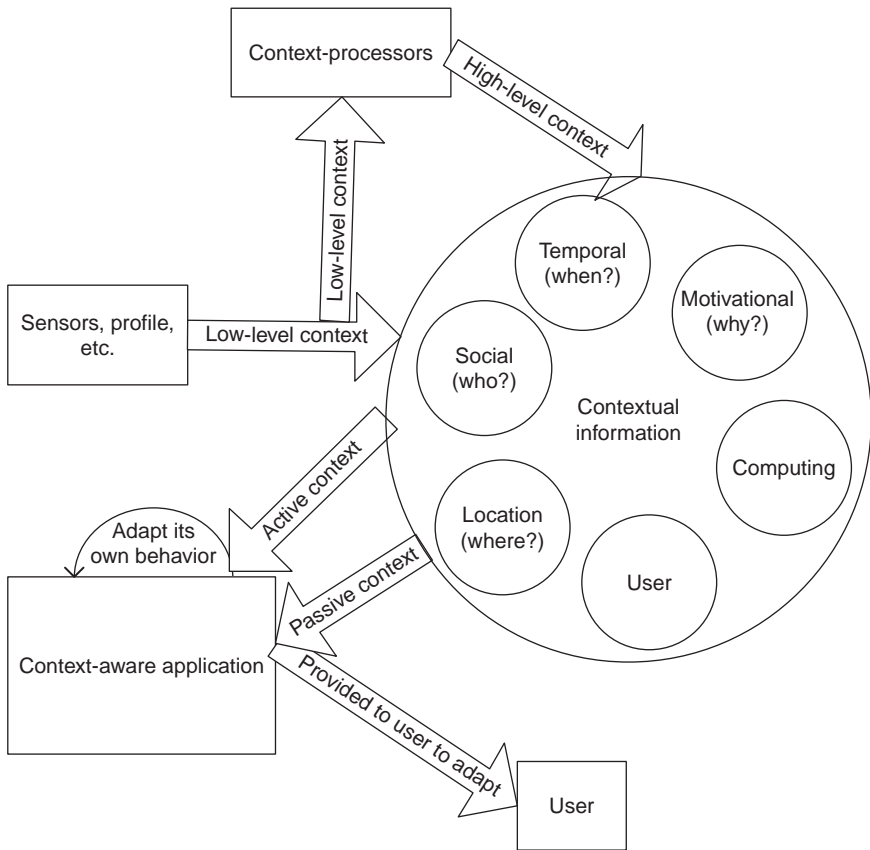 Context-processors
High-level context
Low-level context
Temporal
(when?)
Motivational
(why?)
Sensors, profile,
etc.
Low-level context
Social
(who?)
Contextual
information
Computing
Active context
Location
(where?)
Adapt its
own behavior
Passive context
User
Context-aware application
Provided to user to adapt
User